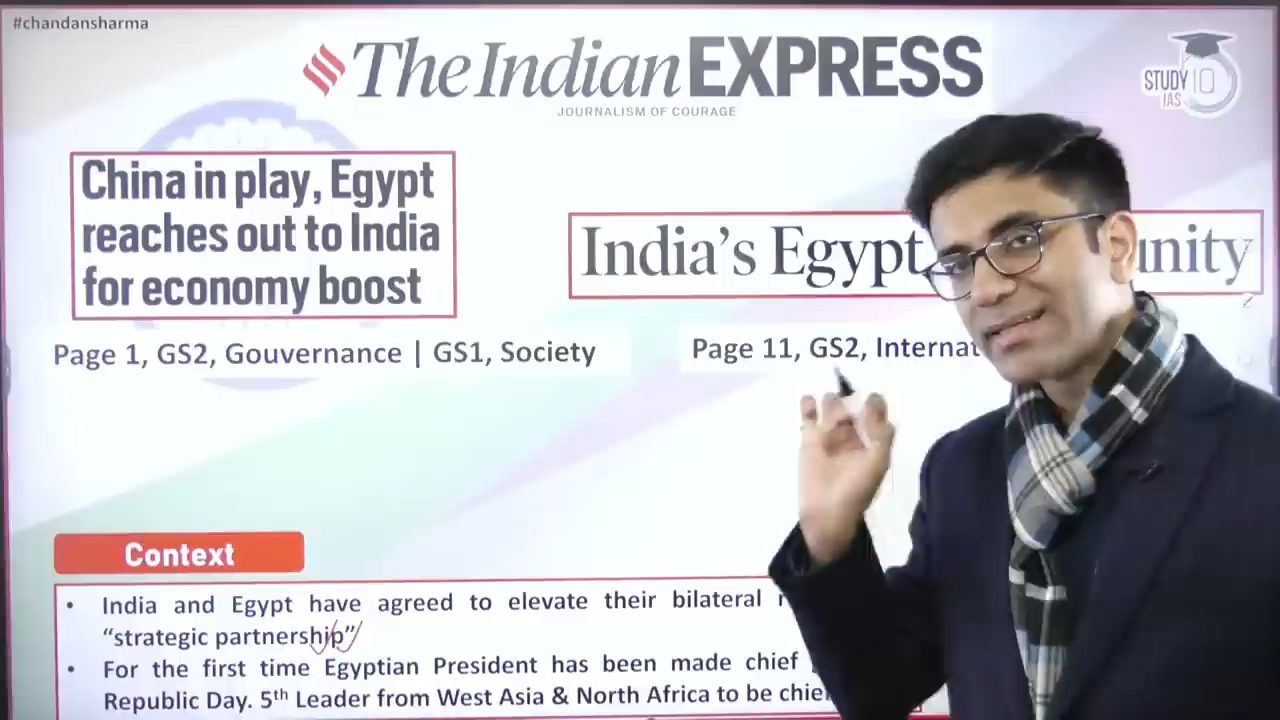 #chandansharma
The Indian EXPRESS
JOURNALISM OF COURAGE
STUDY IQ
IAS
China in play, Egypt
reaches out to India
for economy boost
India's Egypt
Page 1, GS2, Gouvernance | GS1, Society
Page 11, GS2,
Context
• India and Egypt have agreed to elevate their bilateral
“strategic partnership”
• For the first time Egyptian President has been made chief
Republic Day. 5th Leader from West Asia & North Africa to be